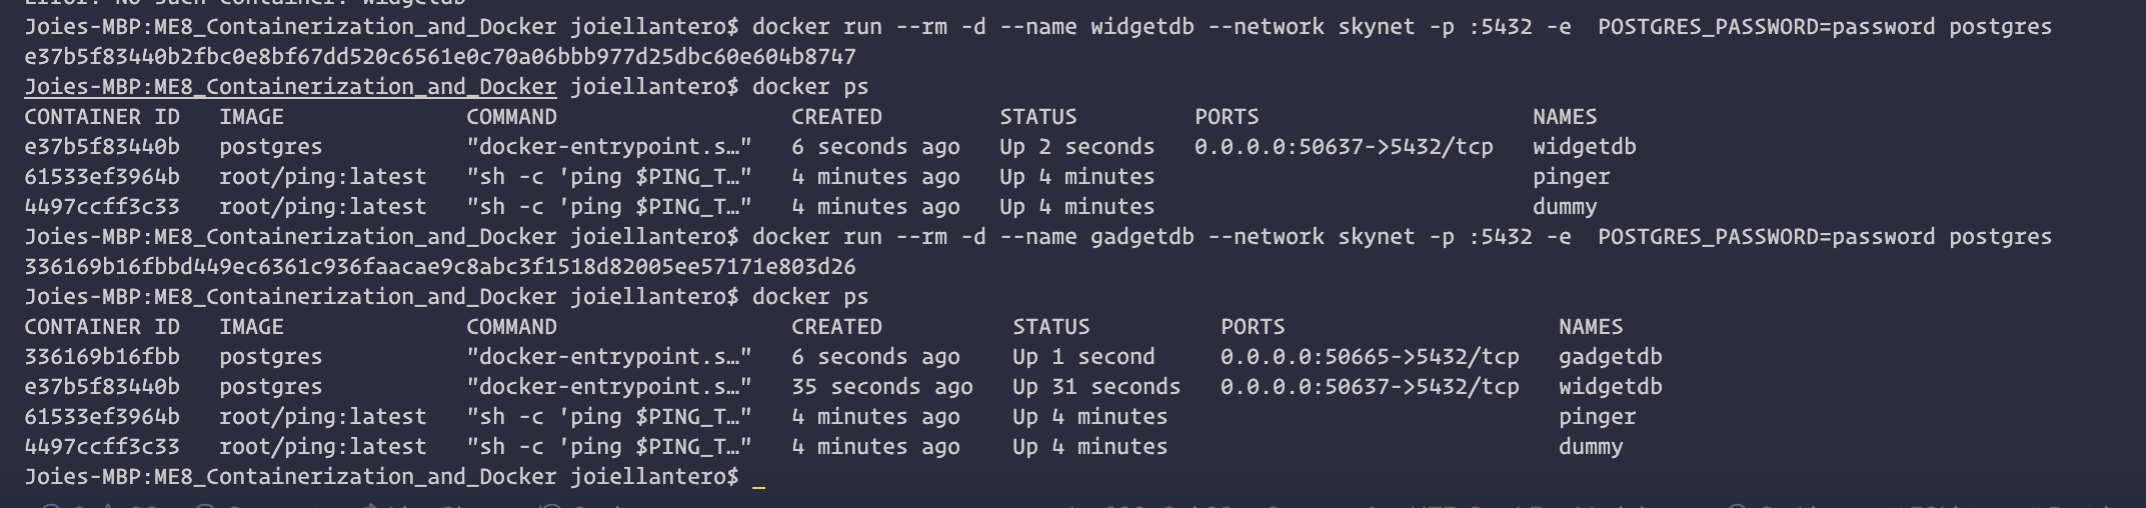 Error: No such container: widgetdb
Joies-MBP:ME8_Containerization_and_Docker joiellantero$ docker run --rm -d --name widgetdb --network skynet -p :5432 -e  POSTGRES_PASSWORD=password postgres
e37b5f83440b2fbc0e8bf67dd520c6561e0c70a06bbb977d25dbc60e604b8747
Joies-MBP:ME8_Containerization_and_Docker joiellantero$ docker ps
CONTAINER ID   IMAGE              COMMAND                  CREATED         STATUS         PORTS                     NAMES
e37b5f83440b   postgres           "docker-entrypoint.s…"   6 seconds ago   Up 2 seconds   0.0.0.0:50637->5432/tcp   widgetdb
61533ef3964b   root/ping:latest   "sh -c 'ping $PING_T…"   4 minutes ago   Up 4 minutes                             pinger
4497ccff3c33   root/ping:latest   "sh -c 'ping $PING_T…"   4 minutes ago   Up 4 minutes                             dummy
Joies-MBP:ME8_Containerization_and_Docker joiellantero$ docker run --rm -d --name gadgetdb --network skynet -p :5432 -e  POSTGRES_PASSWORD=password postgres
336169b16fbbd449ec6361c936faacae9c8abc3f1518d82005ee57171e803d26
Joies-MBP:ME8_Containerization_and_Docker joiellantero$ docker ps
CONTAINER ID   IMAGE              COMMAND                  CREATED          STATUS          PORTS                     NAMES
336169b16fbb   postgres           "docker-entrypoint.s…"   6 seconds ago    Up 1 second     0.0.0.0:50665->5432/tcp   gadgetdb
e37b5f83440b   postgres           "docker-entrypoint.s…"   35 seconds ago   Up 31 seconds   0.0.0.0:50637->5432/tcp   widgetdb
61533ef3964b   root/ping:latest   "sh -c 'ping $PING_T…"   4 minutes ago    Up 4 minutes                              pinger
4497ccff3c33   root/ping:latest   "sh -c 'ping $PING_T…"   4 minutes ago    Up 4 minutes                              dummy
Joies-MBP:ME8_Containerization_and_Docker joiellantero$ _